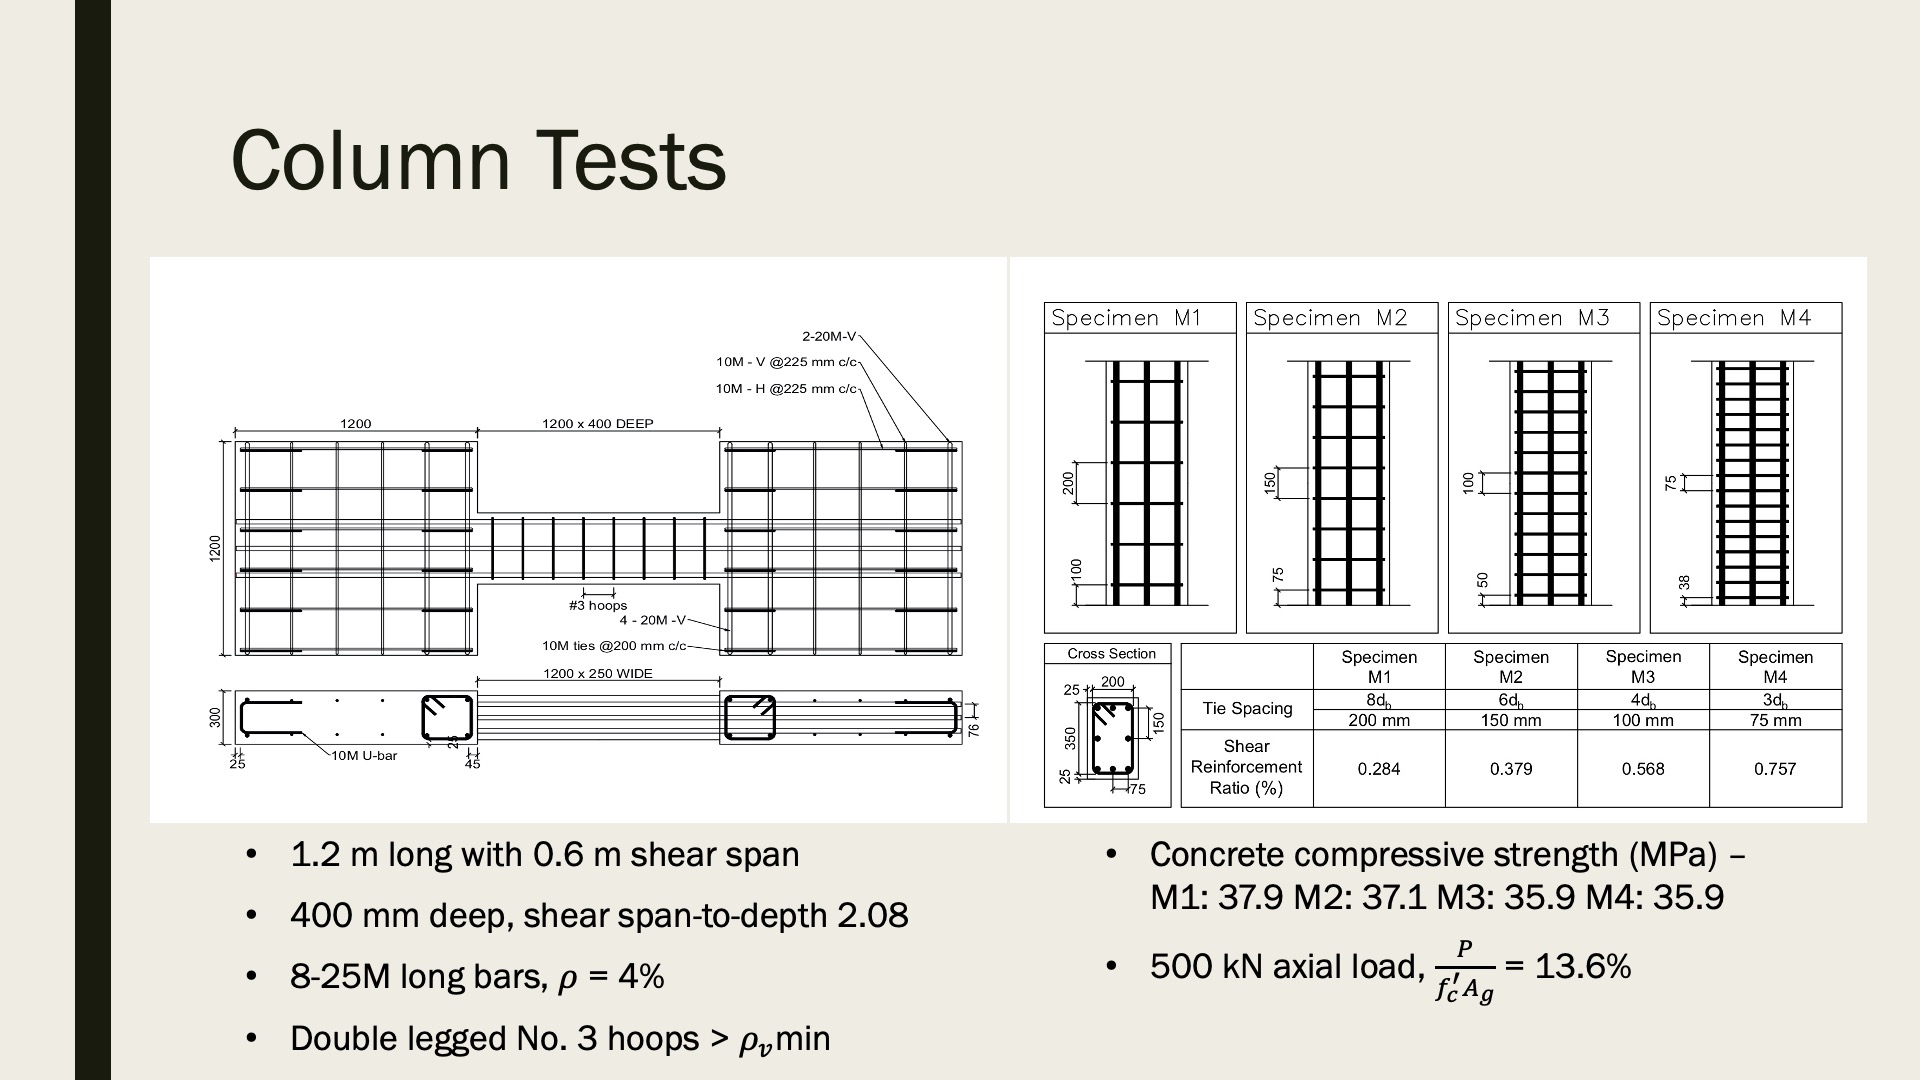 Column Tests
2-20M-V
10M - V @225 mm c/c
10M - H @225 mm c/c
1200
1200 x 400 DEEP
1200
#3 hoops
4 - 20M -V
10M ties @200 mm c/c
1200 x 250 WIDE
300
10M U-bar
25
25
45
76
Specimen M1
Specimen M2
Specimen M3
Specimen M4
200
100
150
75
100
50
75
38
Cross Section
25
200
350
150
25
75
Specimen M1
Specimen M2
Specimen M3
Specimen M4
Tie Spacing
8d_b
6d_b
4d_b
3d_b
200 mm
150 mm
100 mm
75 mm
Shear
Reinforcement
Ratio (%)
0.284
0.379
0.568
0.757
• 1.2 m long with 0.6 m shear span
• 400 mm deep, shear span-to-depth 2.08
• 8-25M long bars, ρ = 4%
• Double legged No. 3 hoops > ρ_v min
• Concrete compressive strength (MPa) –
M1: 37.9 M2: 37.1 M3: 35.9 M4: 35.9
• 500 kN axial load, P/(f′_c A_g) = 13.6%